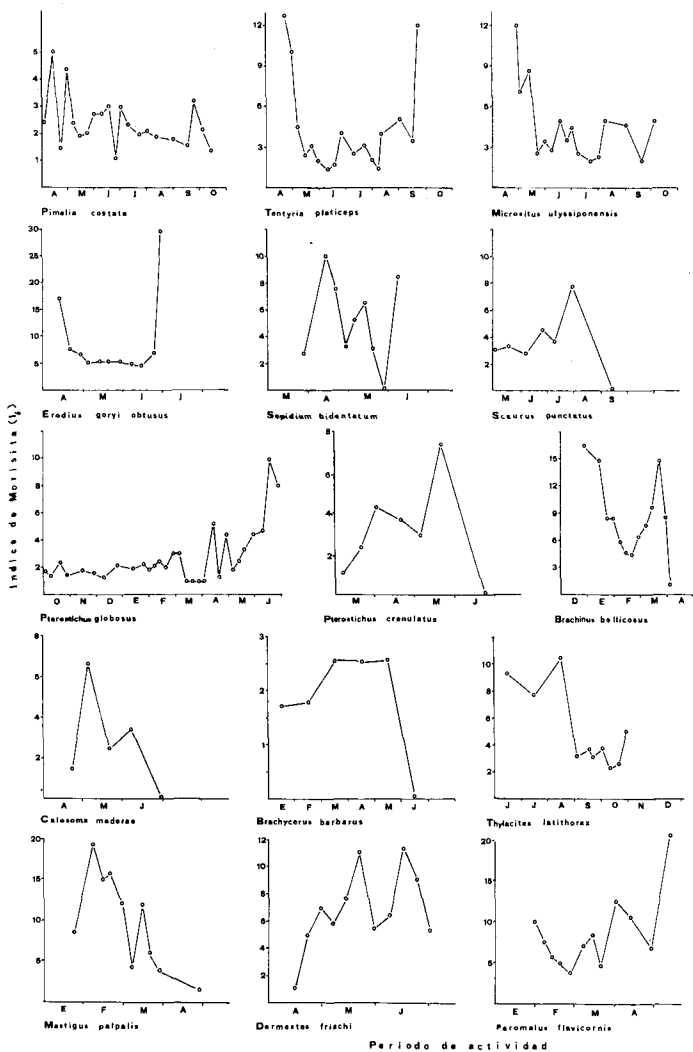 5 4 3 2 1
A M J J A S O
Pimelia costata
12 9 6 3
A M J J A S O
Tentyria platiceps
12 9 6 3
A M J J A S O
Micrositus ulyssiponensis
30 25 20 15 10 5
A M J J
Erodius goryi obtusus
10 8 6 4 2
M A M J
Sepidium bidentatum
10 8 6 4 2
M J J A S
Scaurus punctatus
Indice de Morisita (Iδ)
10 8 6 4 2
O N D E F M A M J
Pterostichus globosus
8 6 4 2
M A M J
Pterostichus crenulatus
15 12 9 6 3
D E F M A
Brachinus bellicosus
8 6 4 2
A M J
Calosoma maderae
3 2 1
E F M A M J
Brachycerus barbarus
10 8 6 4 2
J J A S O N D
Thylacites latithorax
20 15 10 5
E F M A
Mastigus palpalis
12 10 8 6 4 2
A M J
Dermestes frischi
20 15 10 5
E F M A
Paromalus flavicornis
Periodo de actividad